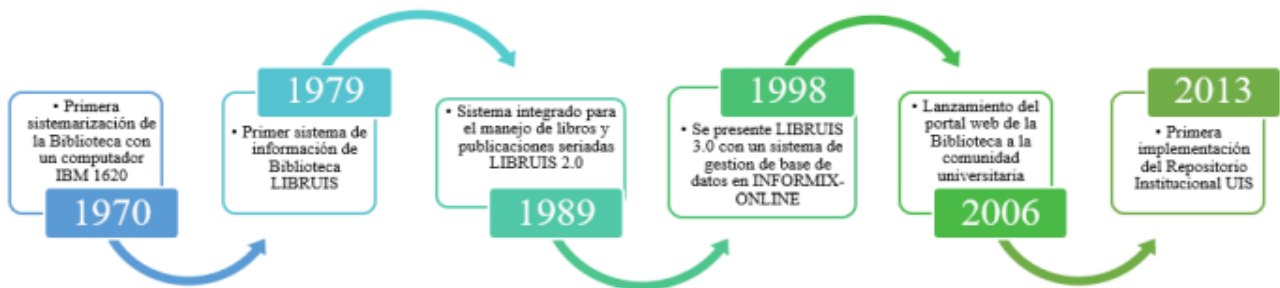 • Primera
sistemarización de
la Biblioteca con
un computador
IBM 1620
1970
1979
• Primer sistema de
información de
Biblioteca
LIBRUIS
• Sistema integrado para
el manejo de libros y
publicaciones seriadas
LIBRUIS 2.0
1989
1998
• Se presente LIBRUIS
3.0 con un sistema de
gestion de base de
datos en INFORMIX-
ONLINE
• Lanzamiento del
portal web de la
Biblioteca a la
comunidad
universitaria
2006
2013
• Primera
implementación
del Repositorio
Institucional UIS